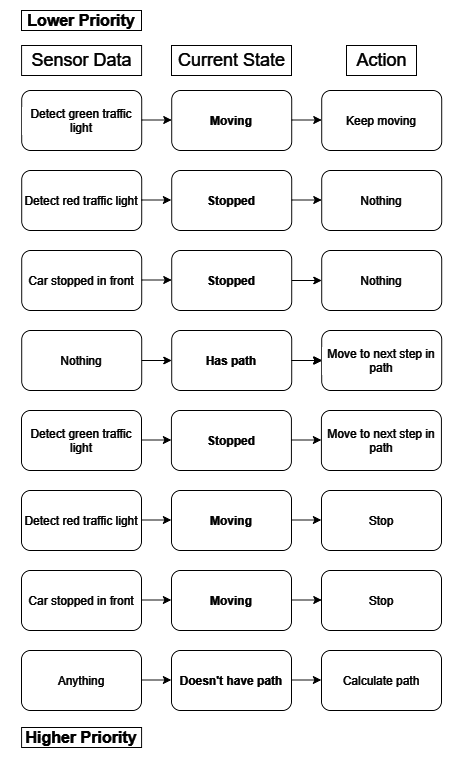 Lower Priority
Sensor Data
Current State
Action
Detect green traffic
light
Moving
Keep moving
Detect red traffic light
Stopped
Nothing
Car stopped in front
Stopped
Nothing
Nothing
Has path
Move to next step in
path
Detect green traffic
light
Stopped
Move to next step in
path
Detect red traffic light
Moving
Stop
Car stopped in front
Moving
Stop
Anything
Doesn't have path
Calculate path
Higher Priority